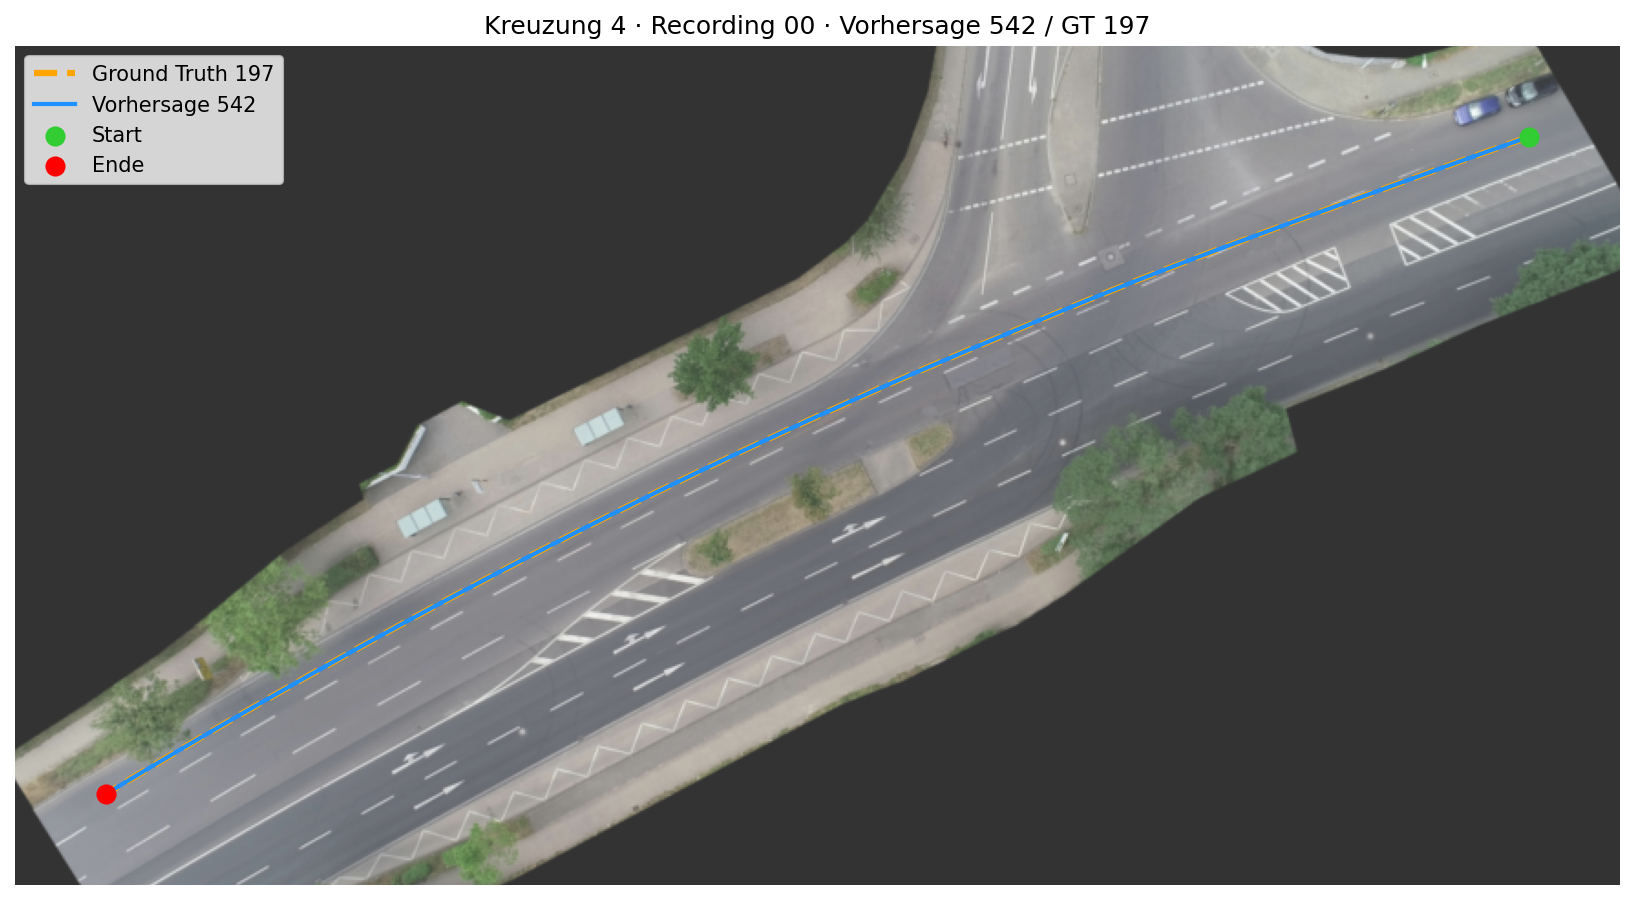 Kreuzung 4 · Recording 00 · Vorhersage 542 / GT 197
Ground Truth 197
Vorhersage 542
Start
Ende